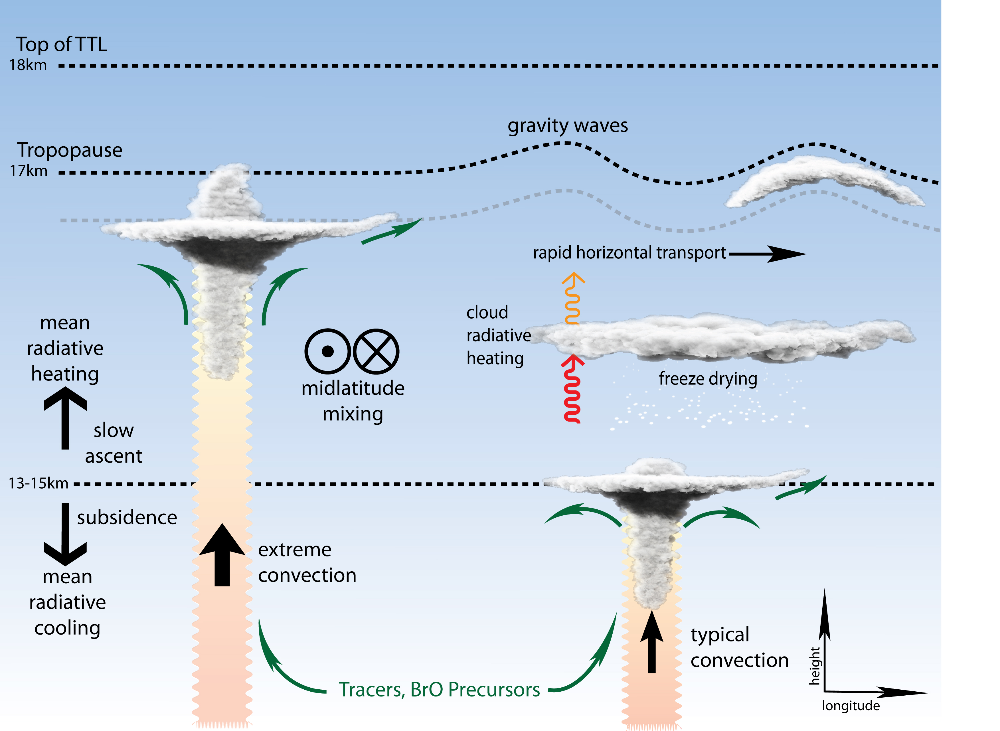 Top of TTL
18km
gravity waves
Tropopause
17km
rapid horizontal transport
cloud
radiative
heating
mean
radiative
heating
freeze drying
midlatitude
mixing
slow
ascent
13-15km
subsidence
extreme
convection
mean
radiative
cooling
typical
convection
Tracers, BrO Precursors
height
longitude